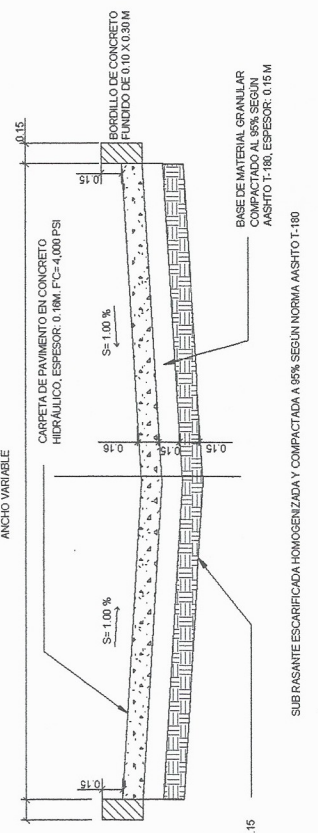 ANCHO VARIABLE
0.15
CARPETA DE PAVIMENTO EN CONCRETO
HIDRÁULICO, ESPESOR: 0.16M. F'C= 4,000 PSI
BORDILLO DE CONCRETO
FUNDIDO DE 0.10 X 0.30 M
0.15
S= 1.00 %
0.16
S= 1.00 %
0.15
0.15
0.15
BASE DE MATERIAL GRANULAR
COMPACTADO AL 95% SEGÚN
AASHTO T-180, ESPESOR: 0.15 M
.15
SUB RASANTE ESCARIFICADA HOMOGENIZADA Y COMPACTADA A 95% SEGÚN NORMA AASHTO T-180